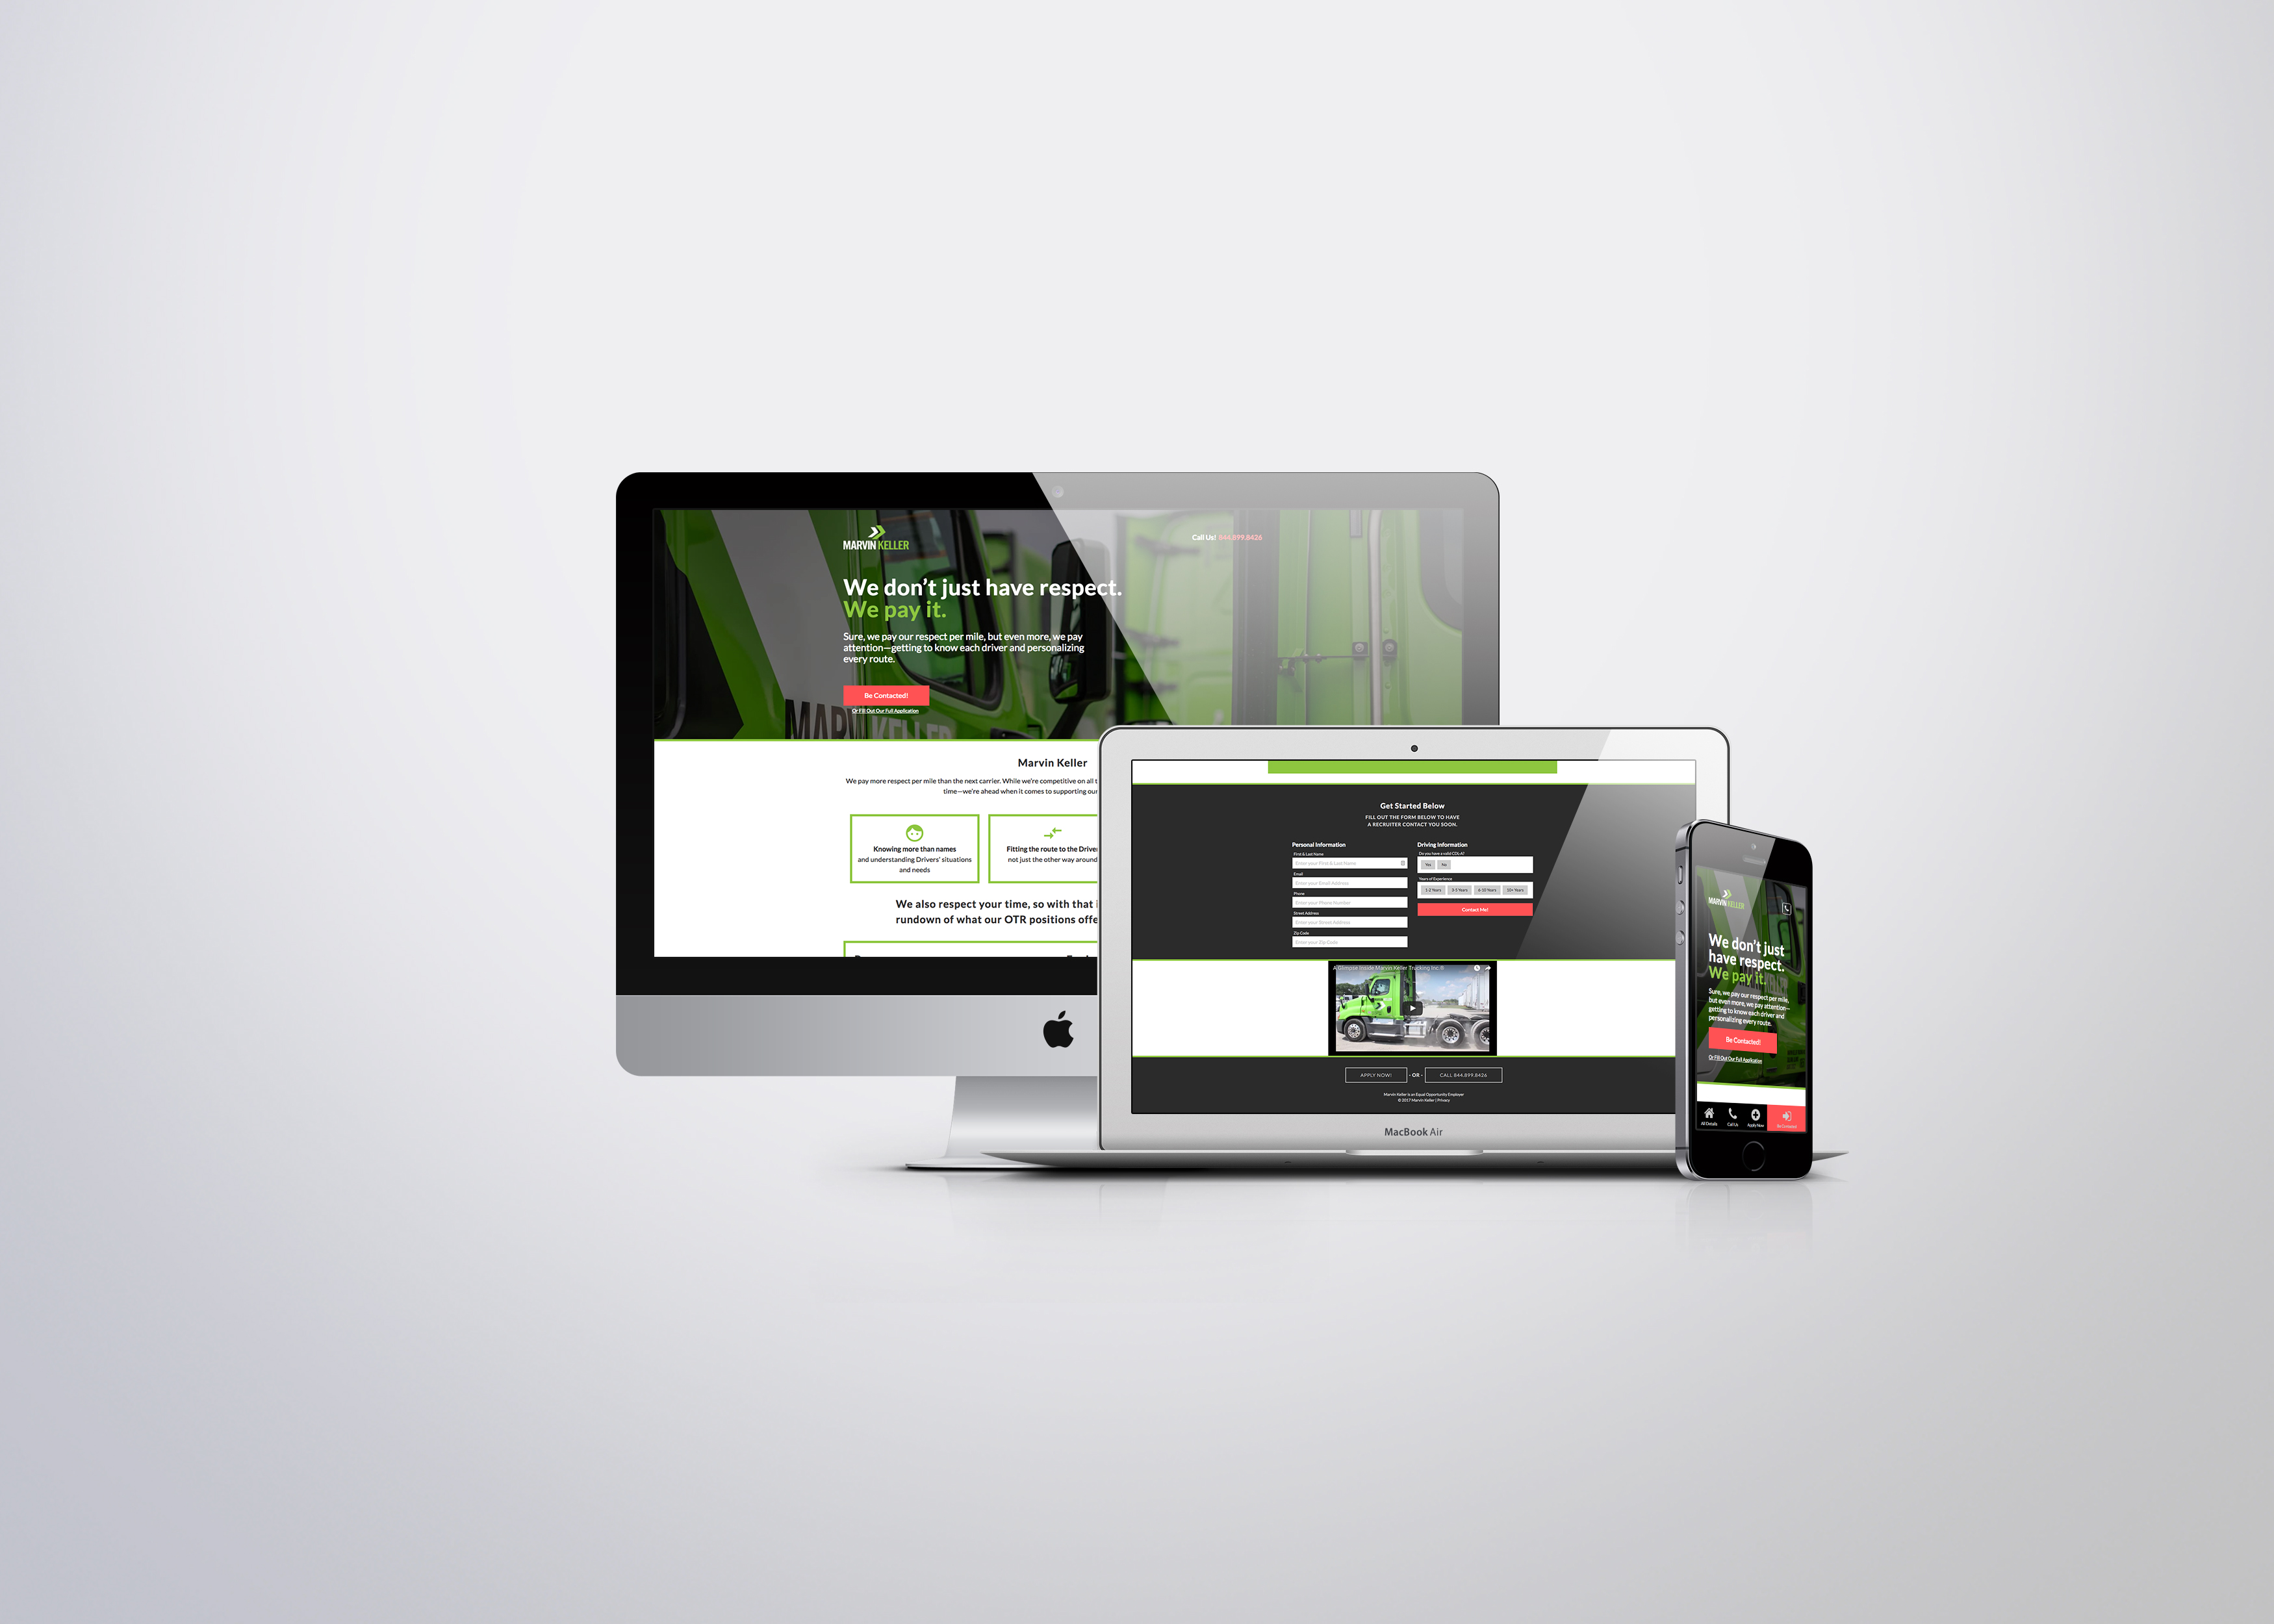 MARVIN KELLER
Call Us! 844.899.8426
We don't just have respect.
We pay it.
Sure, we pay our respect per mile, but even more, we pay
attention—getting to know each driver and personalizing
every route.
Be Contacted!
Or Fill Out Our Full Application
MARVIN KELLER
Marvin Keller
We pay more respect per mile than the next carrier. While we're competitive on all
time—we're ahead when it comes to supporting our
Knowing more than names
and understanding Drivers' situations
and needs
Fitting the route to the Driver
not just the other way around
We also respect your time, so with that
rundown of what our OTR positions offe
Get Started Below
FILL OUT THE FORM BELOW TO HAVE
A RECRUITER CONTACT YOU SOON.
Personal Information
First & Last Name
Enter your First & Last Name
Email
Enter your Email Address
Phone
Enter your Phone Number
Street Address
Enter your Street Address
Zip Code
Enter your Zip Code
Driving Information
Do you have a valid CDL-A?
Yes No
Years of Experience
1-2 Years 3-5 Years 6-10 Years 10+ Years
Contact Me!
A Glimpse Inside Marvin Keller Trucking Inc.®
APPLY NOW! - OR - CALL 844.899.8426
Marvin Keller is an Equal Opportunity Employer
© 2017 Marvin Keller | Privacy
MacBook Air
MARVIN KELLER
We don't just
have respect.
We pay it.
Sure, we pay our respect per mile,
but even more, we pay attention—
getting to know each driver and
personalizing every route.
Be Contacted!
Or Fill Out Our Full Application
All Details Call Us Apply Now Be Contacted